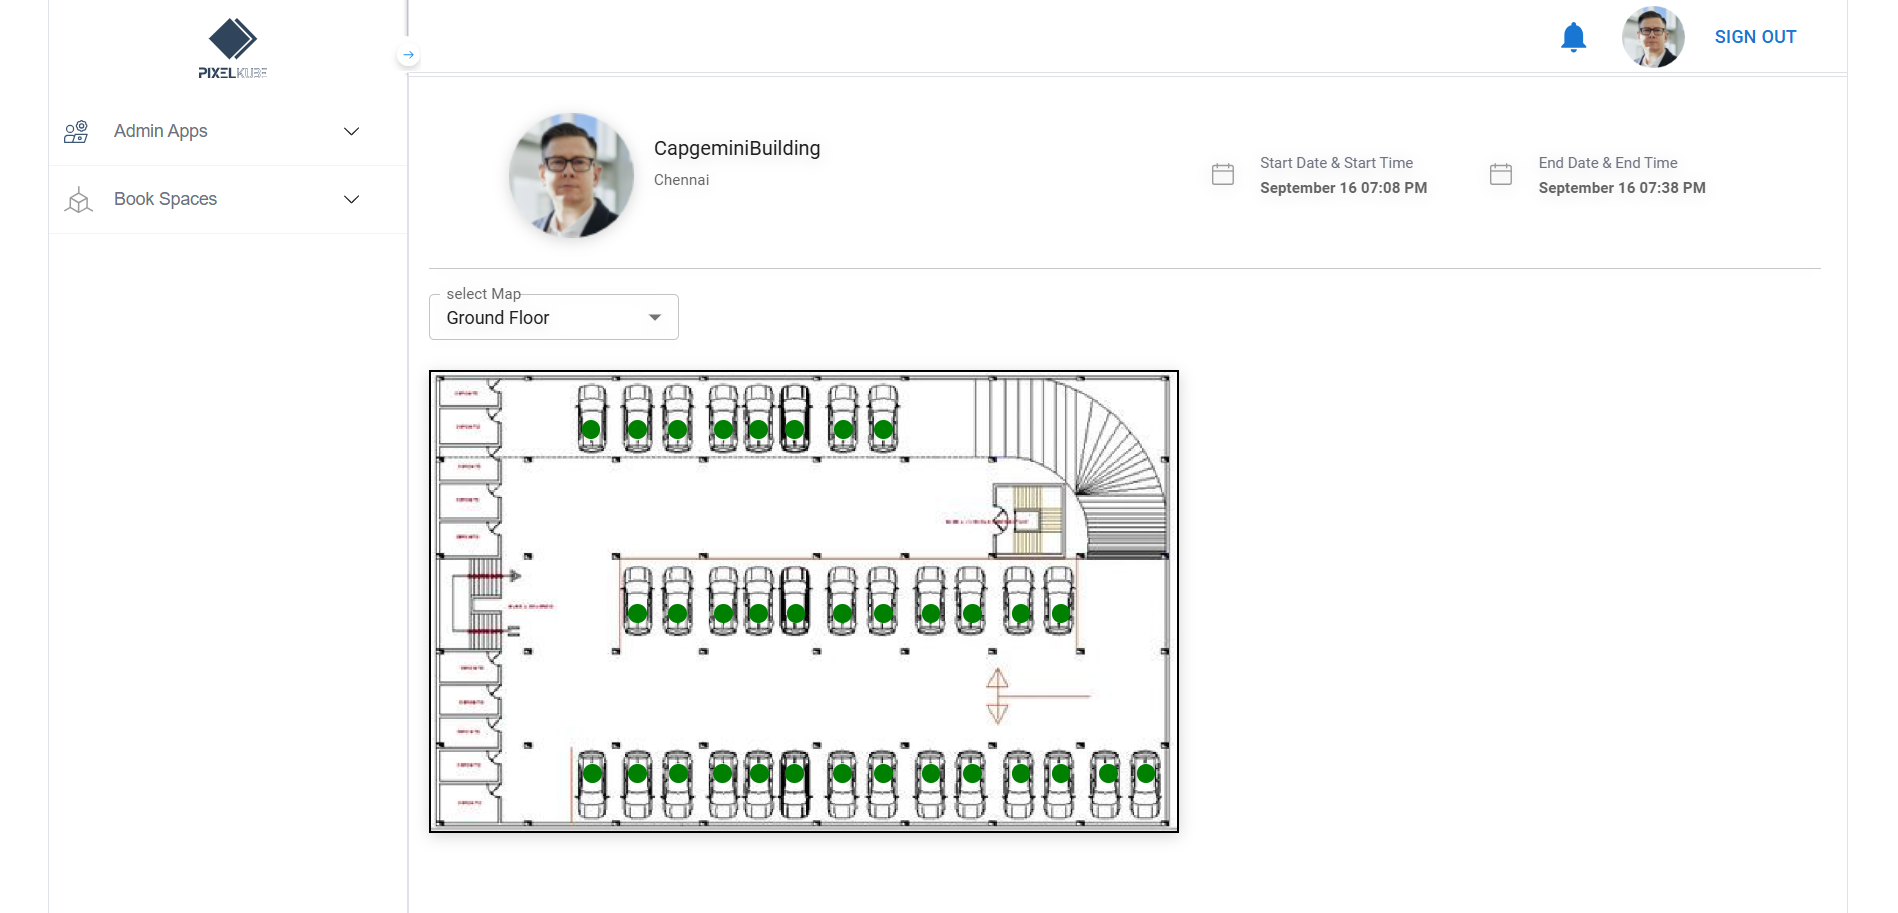 PIXELKUBE
SIGN OUT
Admin Apps
Book Spaces
CapgeminiBuilding
Chennai
Start Date & Start Time
September 16 07:08 PM
End Date & End Time
September 16 07:38 PM
select Map
Ground Floor